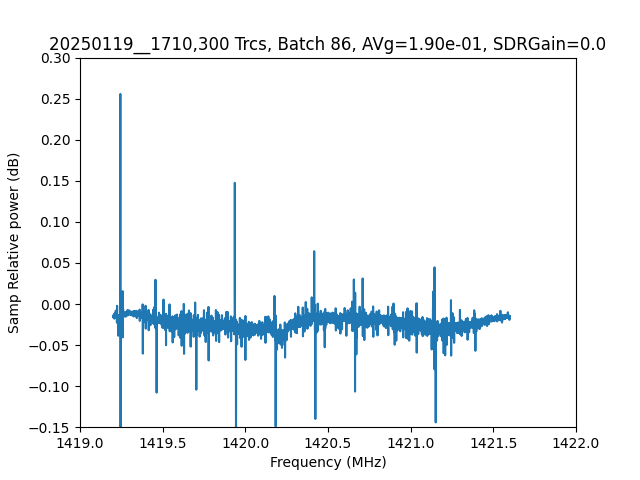 20250119__1710,300 Trcs, Batch 86, AVg=1.90e-01, SDRGain=0.0
0.30
0.25
0.20
0.15
0.10
0.05
0.00
−0.05
−0.10
−0.15
Samp Relative power (dB)
1419.0 1419.5 1420.0 1420.5 1421.0 1421.5 1422.0
Frequency (MHz)